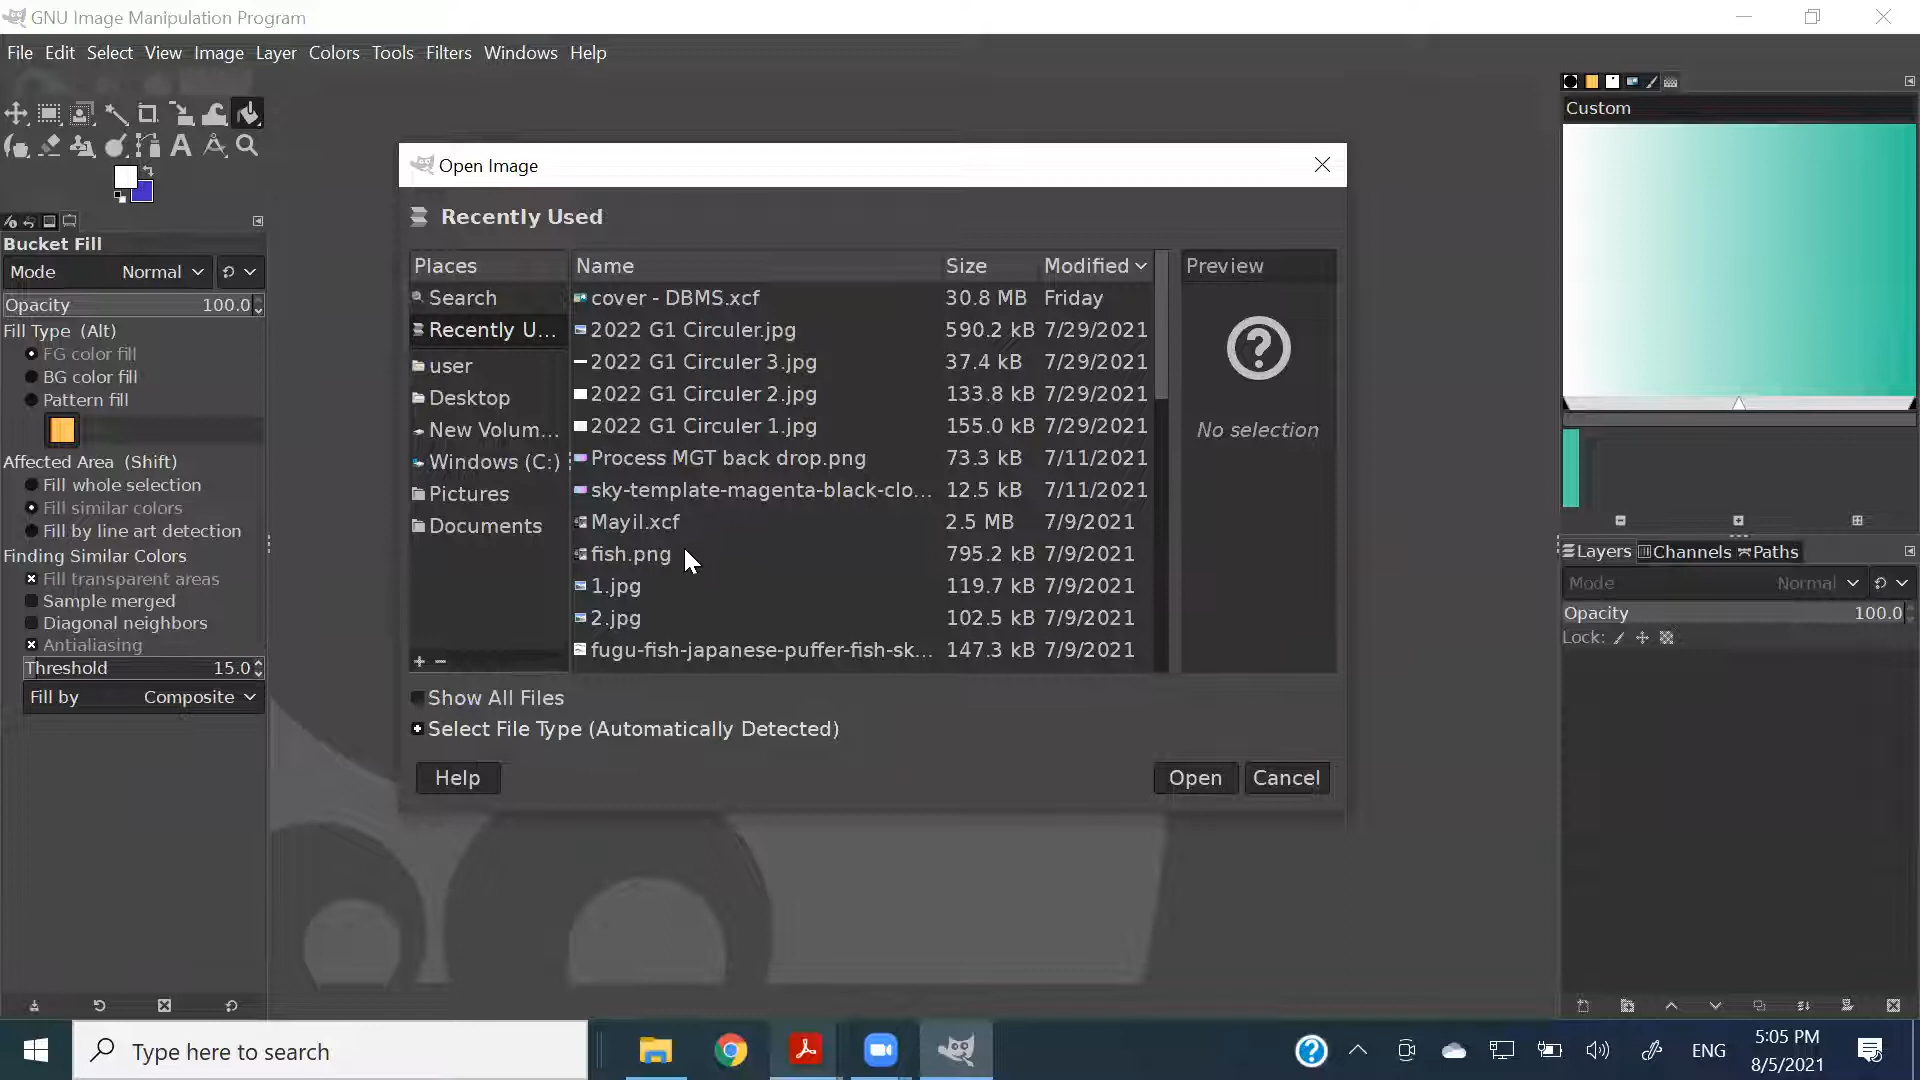 GNU Image Manipulation Program
File Edit Select View Image Layer Colors Tools Filters Windows Help
Custom
Open Image
Recently Used
Places
Search
Recently U...
user
Desktop
New Volum...
Windows (C:)
Pictures
Documents
Name Size Modified
cover - DBMS.xcf 30.8 MB Friday
2022 G1 Circuler.jpg 590.2 kB 7/29/2021
2022 G1 Circuler 3.jpg 37.4 kB 7/29/2021
2022 G1 Circuler 2.jpg 133.8 kB 7/29/2021
2022 G1 Circuler 1.jpg 155.0 kB 7/29/2021
Process MGT back drop.png 73.3 kB 7/11/2021
sky-template-magenta-black-clo... 12.5 kB 7/11/2021
Mayil.xcf 2.5 MB 7/9/2021
fish.png 795.2 kB 7/9/2021
1.jpg 119.7 kB 7/9/2021
2.jpg 102.5 kB 7/9/2021
fugu-fish-japanese-puffer-fish-sk... 147.3 kB 7/9/2021
Preview
No selection
Show All Files
Select File Type (Automatically Detected)
Help Open Cancel
Bucket Fill
Mode Normal
Opacity 100.0
Fill Type (Alt)
FG color fill
BG color fill
Pattern fill
Affected Area (Shift)
Fill whole selection
Fill similar colors
Fill by line art detection
Finding Similar Colors
Fill transparent areas
Sample merged
Diagonal neighbors
Antialiasing
Threshold 15.0
Fill by Composite
Layers Channels Paths
Mode Normal
Opacity 100.0
Lock:
Type here to search
ENG
5:05 PM
8/5/2021